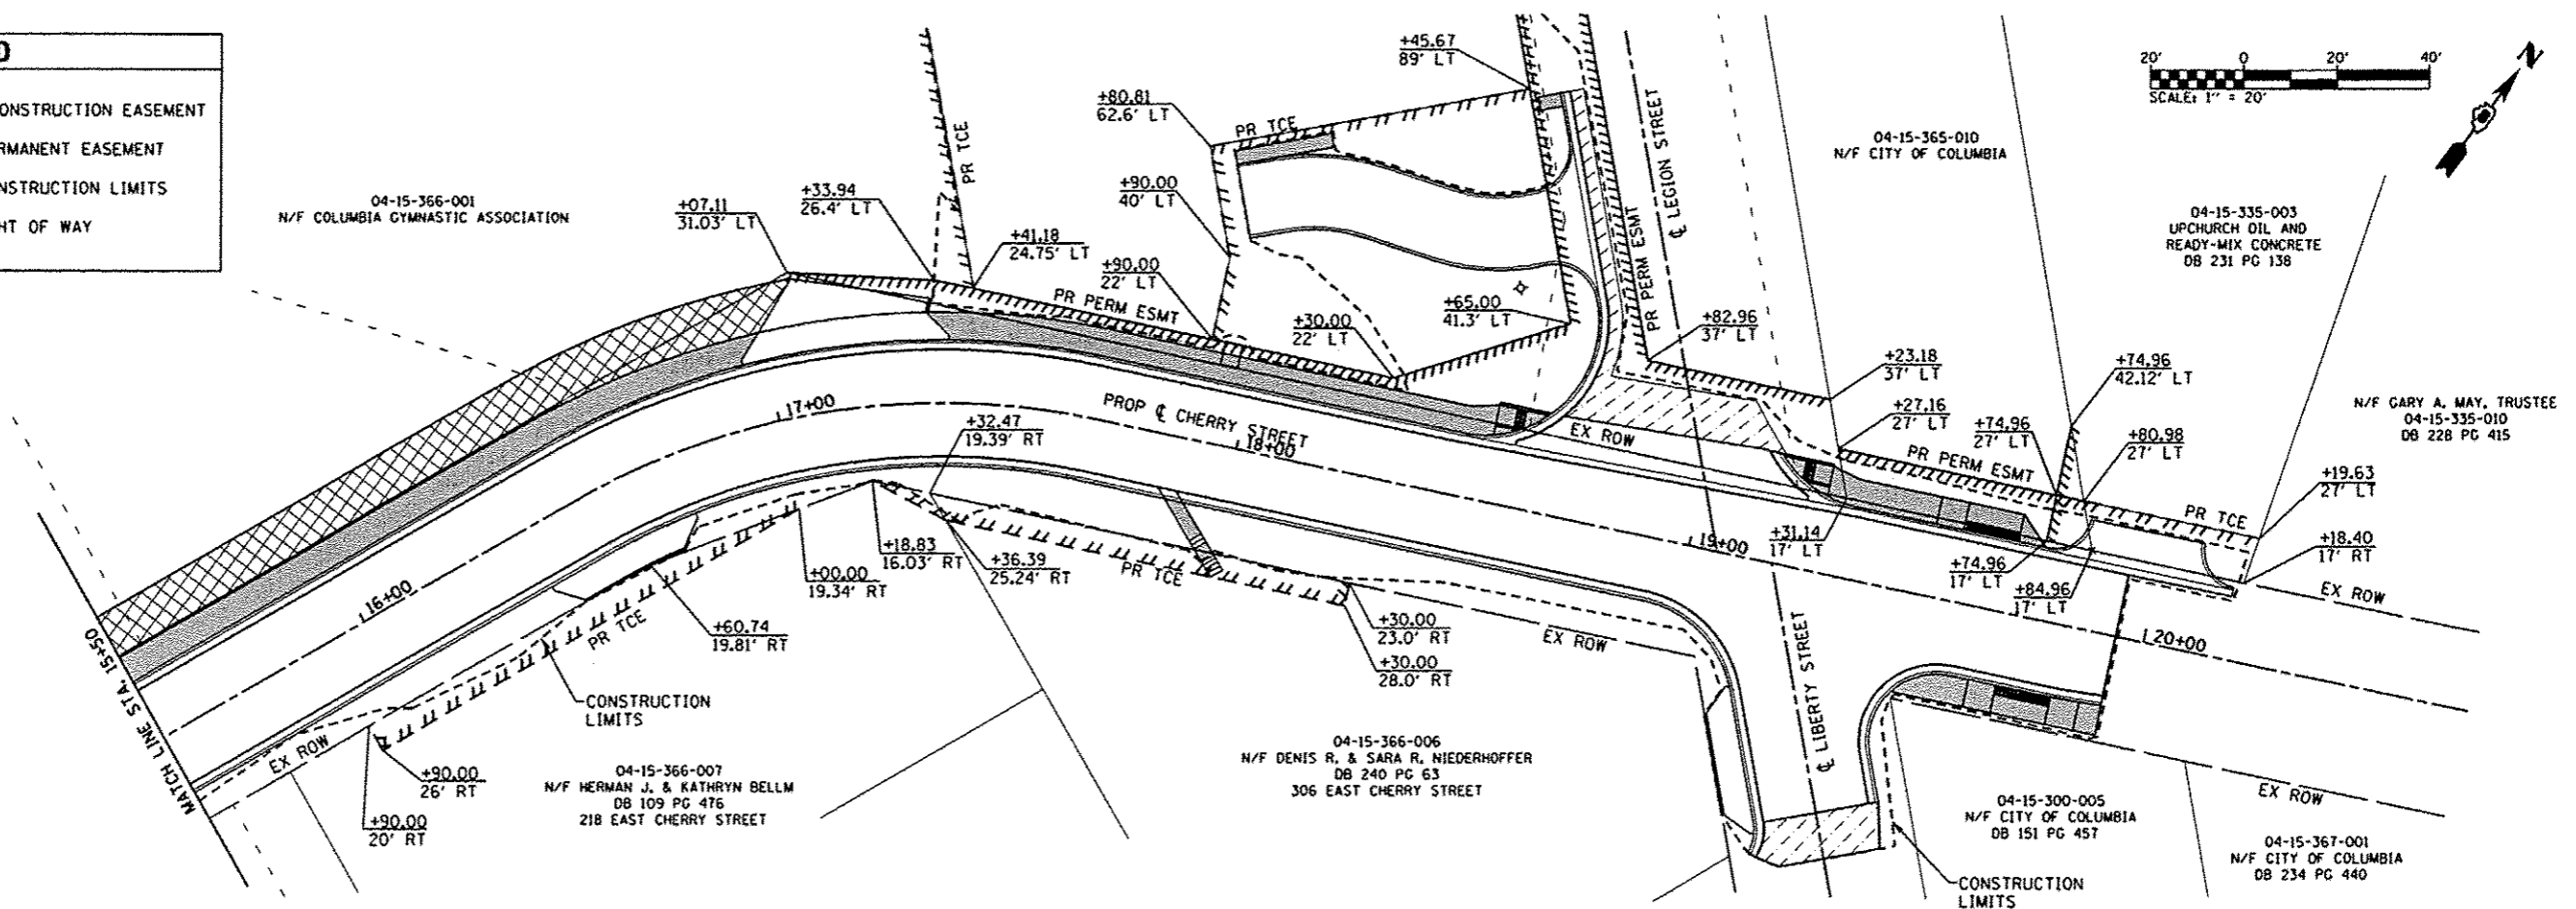 D
CONSTRUCTION EASEMENT
RMANENT EASEMENT
NSTRUCTION LIMITS
HT OF WAY
04-15-366-001
N/F COLUMBIA GYMNASTIC ASSOCIATION
+07.11
31.03' LT
+33.94
26.4' LT
PR TCE
+41.18
24.75' LT
+80.81
62.6' LT
PR TCE
+90.00
40' LT
+90.00
22' LT
PR PERM ESMT
+30.00
22' LT
+45.67
89' LT
+65.00
41.3' LT
PR PERM ESMT
℄ LEGION STREET
+82.96
37' LT
04-15-365-010
N/F CITY OF COLUMBIA
20' 0 20' 40'
SCALE: 1" = 20'
N
04-15-335-003
UPCHURCH OIL AND
READY-MIX CONCRETE
DB 231 PG 138
+23.18
37' LT
+27.16
27' LT
+74.96
42.12' LT
+74.96
27' LT
+80.98
27' LT
N/F GARY A. MAY, TRUSTEE
04-15-335-010
DB 228 PG 415
+19.63
27' LT
PR PERM ESMT
PR TCE
+18.40
17' RT
+31.14
17' LT
+74.96
17' LT
+84.96
17' LT
EX ROW
EX ROW
16+00
17+00
PROP ℄ CHERRY STREET
18+00
19+00
20+00
+32.47
19.39' RT
+18.83
16.03' RT
+36.39
25.24' RT
+00.00
19.34' RT
+60.74
19.81' RT
PR TCE
PR TCE
+30.00
23.0' RT
+30.00
28.0' RT
EX ROW
CONSTRUCTION
LIMITS
MATCH LINE STA. 15+50
EX ROW
+90.00
26' RT
+90.00
20' RT
04-15-366-007
N/F HERMAN J. & KATHRYN BELLM
DB 109 PG 476
218 EAST CHERRY STREET
04-15-366-006
N/F DENIS R. & SARA R. NIEDERHOFFER
DB 240 PG 63
306 EAST CHERRY STREET
℄ LIBERTY STREET
04-15-300-005
N/F CITY OF COLUMBIA
DB 151 PG 457
EX ROW
04-15-367-001
N/F CITY OF COLUMBIA
DB 234 PG 440
CONSTRUCTION
LIMITS